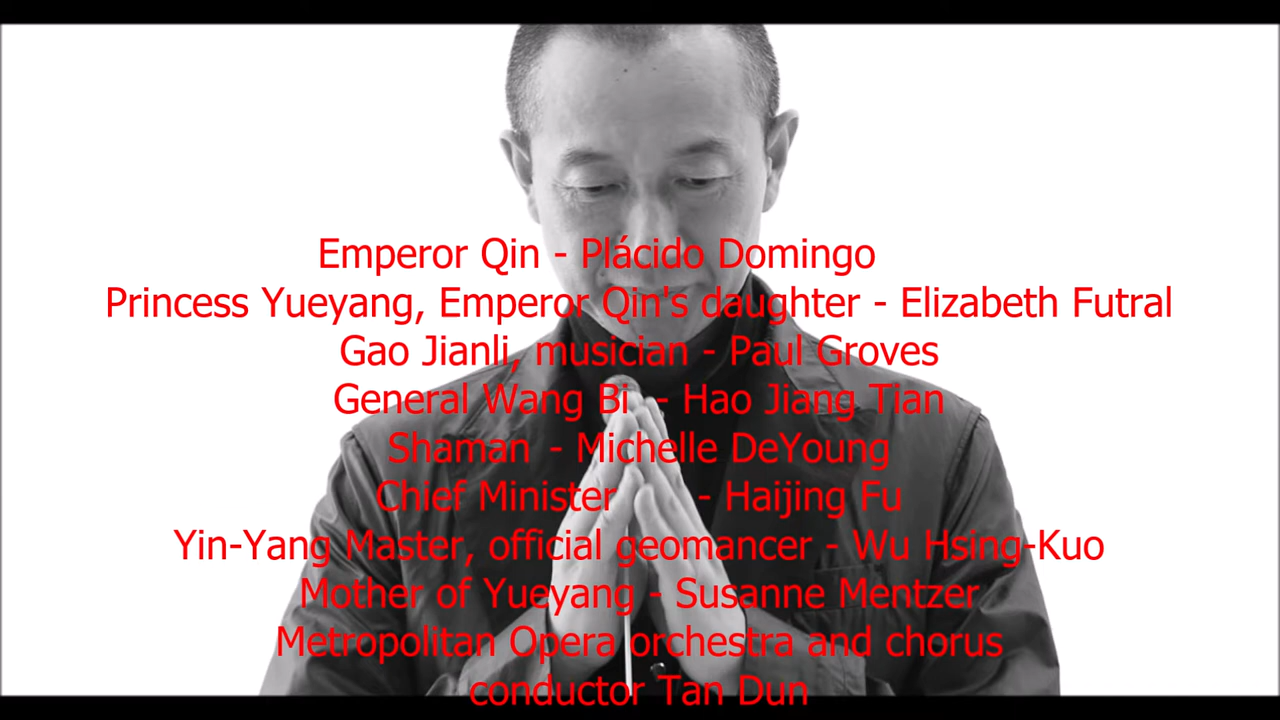 Emperor Qin - Plácido Domingo
Princess Yueyang, Emperor Qin's daughter - Elizabeth Futral
Gao Jianli, musician - Paul Groves
General Wang Bi - Hao Jiang Tian
Shaman - Michelle DeYoung
Chief Minister - Haijing Fu
Yin-Yang Master, official geomancer - Wu Hsing-Kuo
Mother of Yueyang - Susanne Mentzer
Metropolitan Opera orchestra and chorus
conductor Tan Dun